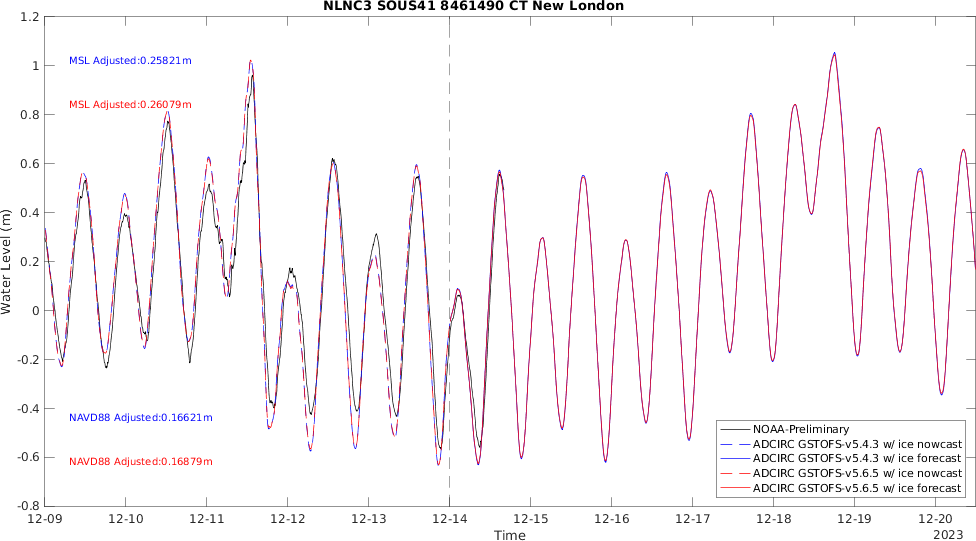 NLNC3 SOUS41 8461490 CT New London
1.2
1
0.8
0.6
0.4
0.2
0
-0.2
-0.4
-0.6
-0.8
Water Level (m)
MSL Adjusted:0.25821m
MSL Adjusted:0.26079m
NAVD88 Adjusted:0.16621m
NAVD88 Adjusted:0.16879m
NOAA-Preliminary
ADCIRC GSTOFS-v5.4.3 w/ ice nowcast
ADCIRC GSTOFS-v5.4.3 w/ ice forecast
ADCIRC GSTOFS-v5.6.5 w/ ice nowcast
ADCIRC GSTOFS-v5.6.5 w/ ice forecast
12-09 12-10 12-11 12-12 12-13 12-14 12-15 12-16 12-17 12-18 12-19 12-20
2023
Time